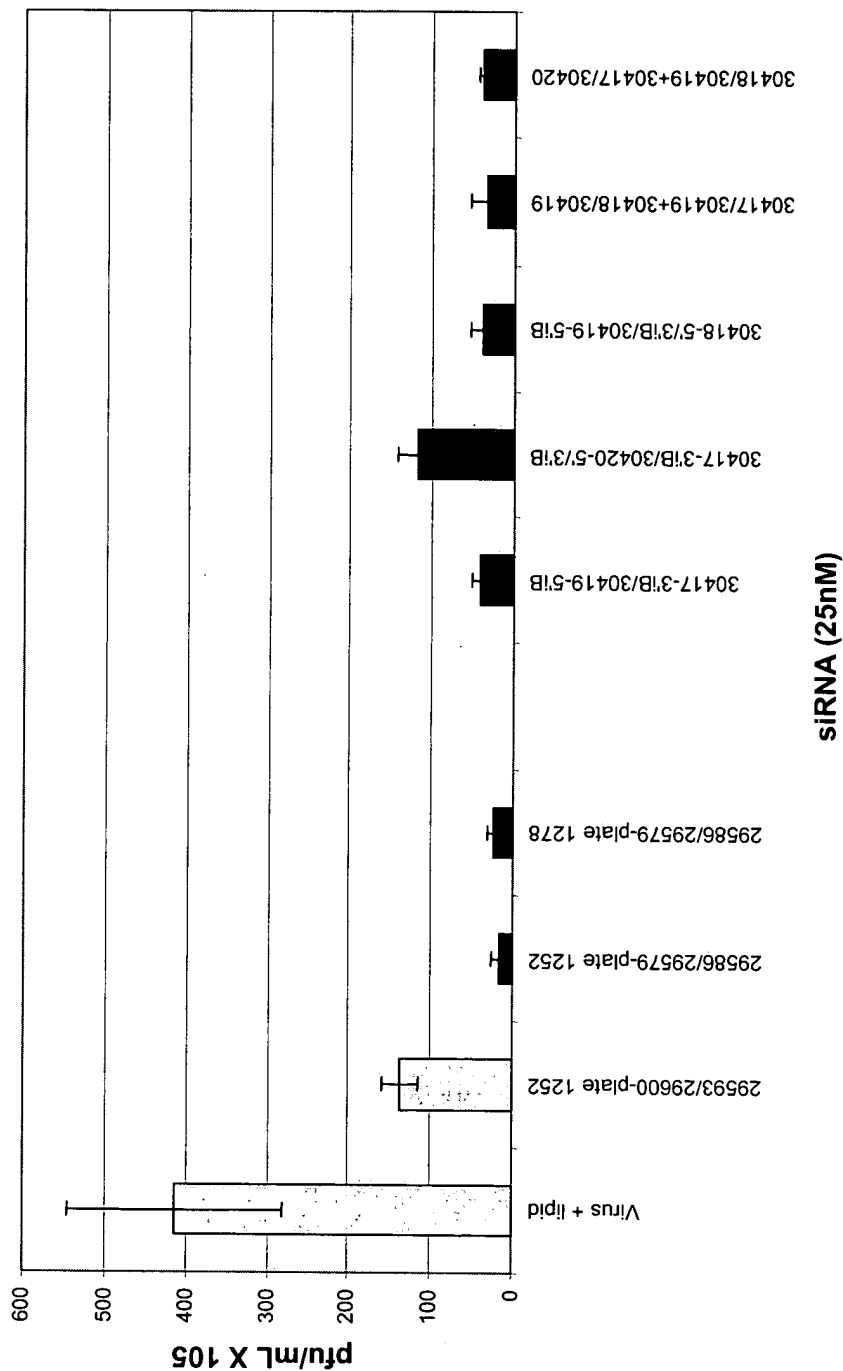 pfu/mL X 105
600
500
400
300
200
100
0
Virus + lipid
29593/29600-plate 1252
29586/29579-plate 1252
29586/29579-plate 1278
30417-3'iB/30419-5'iB
30417-3'iB/30420-5'/3'iB
30418-5'/3'iB/30419-5'iB
30417/30419+30418/30419
30418/30419+30417/30420
siRNA (25nM)